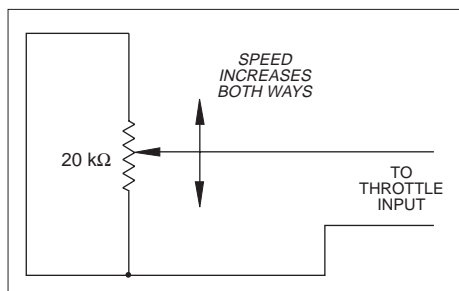 SPEED
INCREASES
BOTH WAYS
20 kΩ
TO
THROTTLE
INPUT